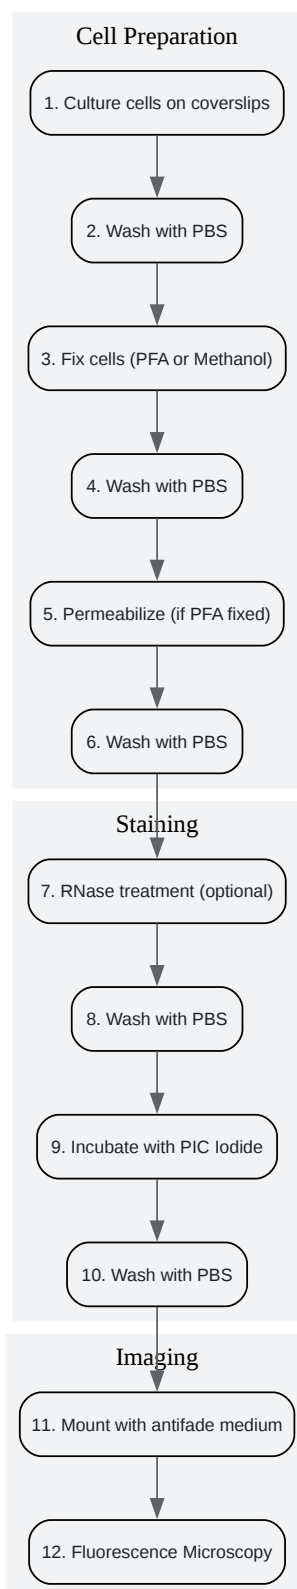 Cell Preparation
1. Culture cells on coverslips
2. Wash with PBS
3. Fix cells (PFA or Methanol)
4. Wash with PBS
5. Permeabilize (if PFA fixed)
6. Wash with PBS
Staining
7. RNase treatment (optional)
8. Wash with PBS
9. Incubate with PIC Iodide
10. Wash with PBS
Imaging
11. Mount with antifade medium
12. Fluorescence Microscopy